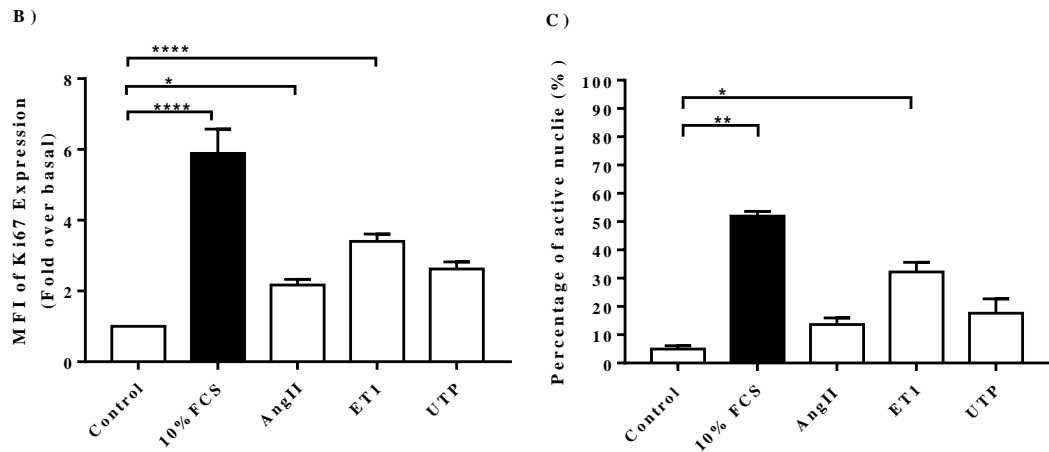 B )
****
*
****
MFI of Ki67 Expression
(Fold over basal)
8
6
4
2
0
Control
10% FCS
AngII
ET1
UTP
C )
*
**
Percentage of active nuclie (%)
100
90
80
70
60
50
40
30
20
10
0
Control
10% FCS
AngII
ET1
UTP